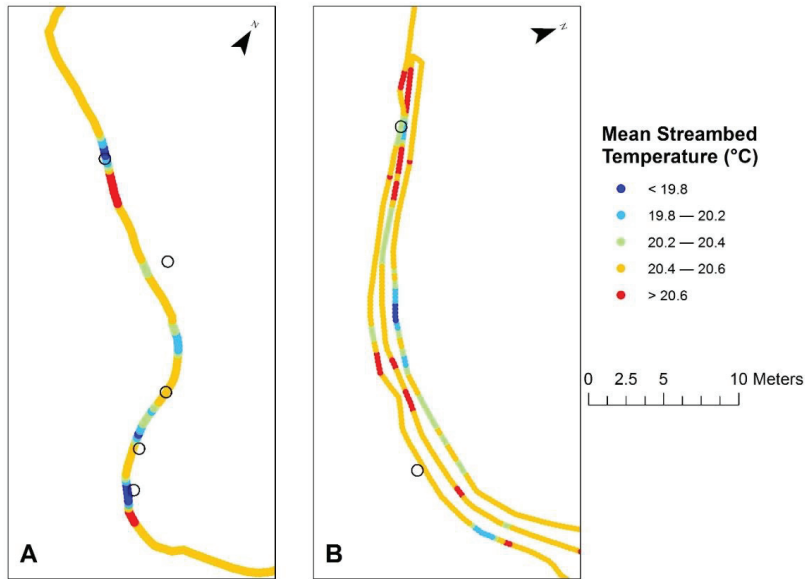 N
N
A
B
Mean Streambed
Temperature (°C)
< 19.8
19.8 — 20.2
20.2 — 20.4
20.4 — 20.6
> 20.6
0 2.5 5 10 Meters